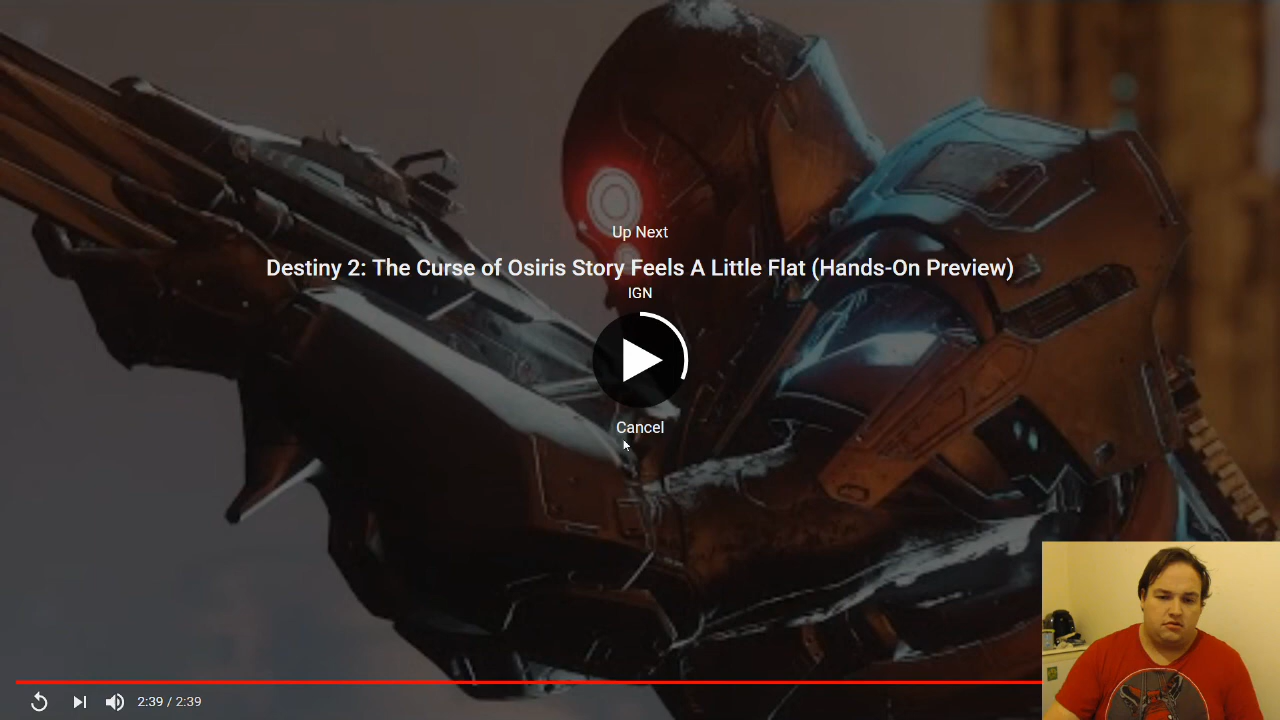 Up Next
Destiny 2: The Curse of Osiris Story Feels A Little Flat (Hands-On Preview)
IGN
Cancel
2:39 / 2:39